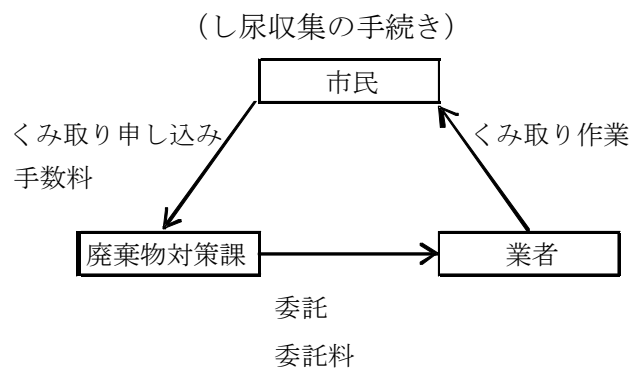 （し尿収集の手続き）
市民
くみ取り申し込み
手数料
くみ取り作業
廃棄物対策課
業者
委託
委託料